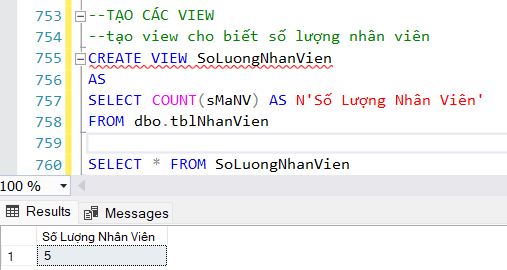 753 --TẠO CÁC VIEW
754 --tạo view cho biết số lượng nhân viên
755 CREATE VIEW SoLuongNhanVien
756 AS
757 SELECT COUNT(sMaNV) AS N'Số Lượng Nhân Viên'
758 FROM dbo.tblNhanVien
759
760 SELECT * FROM SoLuongNhanVien
100 %
Results Messages
Số Lượng Nhân Viên
1 5